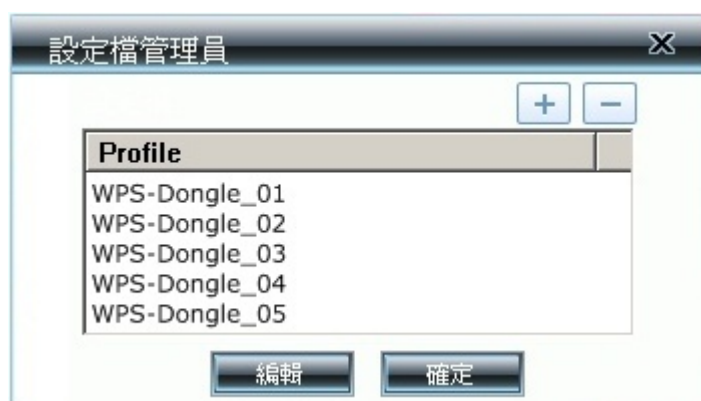 設定檔管理員
Profile
WPS-Dongle_01
WPS-Dongle_02
WPS-Dongle_03
WPS-Dongle_04
WPS-Dongle_05
編輯 確定